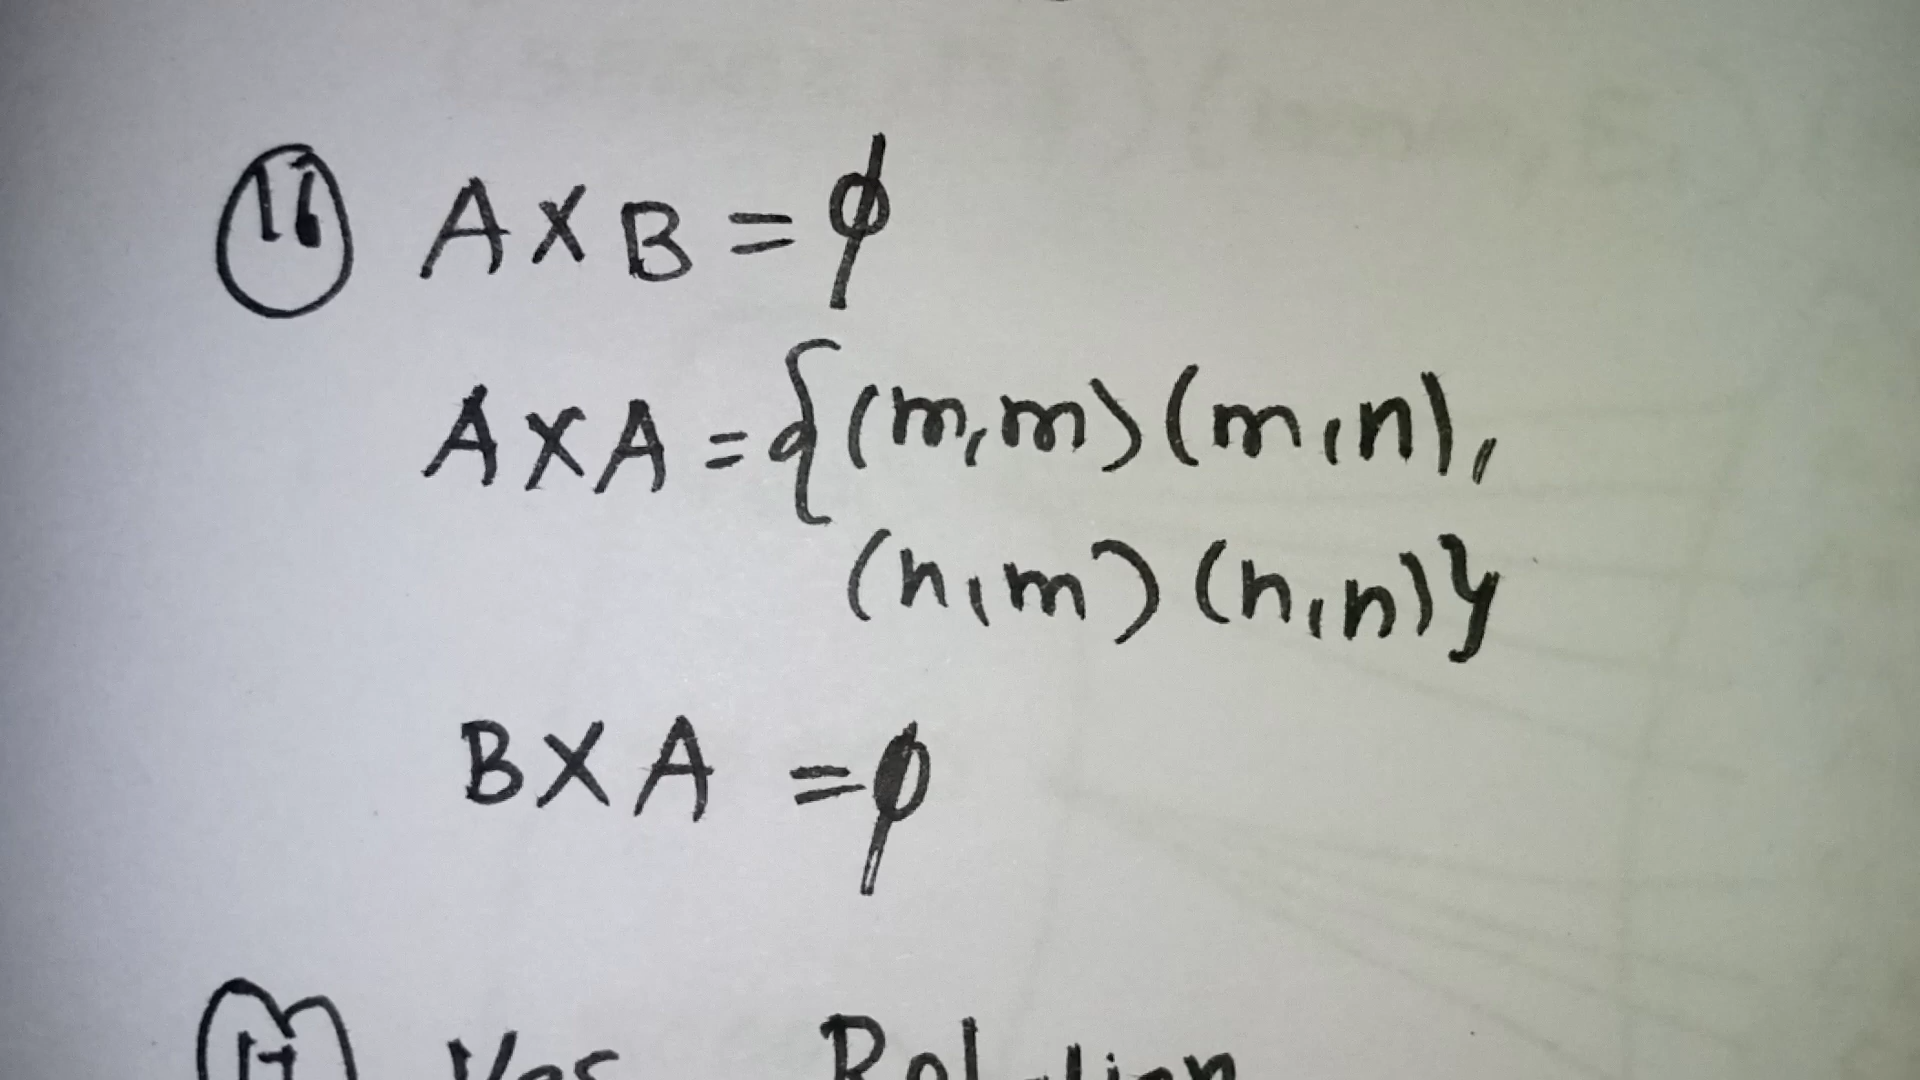 16 A X B = ϕ
A X A = {(m,m) (m,n),
(n,m) (n,n)}
B X A = ϕ
17 Yes Relation